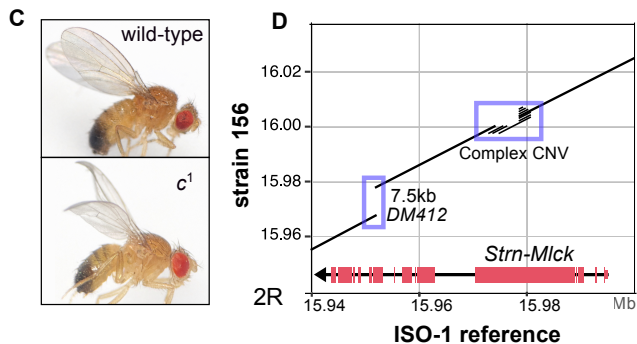 C
wild-type
c1
D
strain 156
16.02
16.00
15.98
15.96
Complex CNV
7.5kb
DM412
Strn-Mlck
2R
15.94
15.96
15.98
Mb
ISO-1 reference